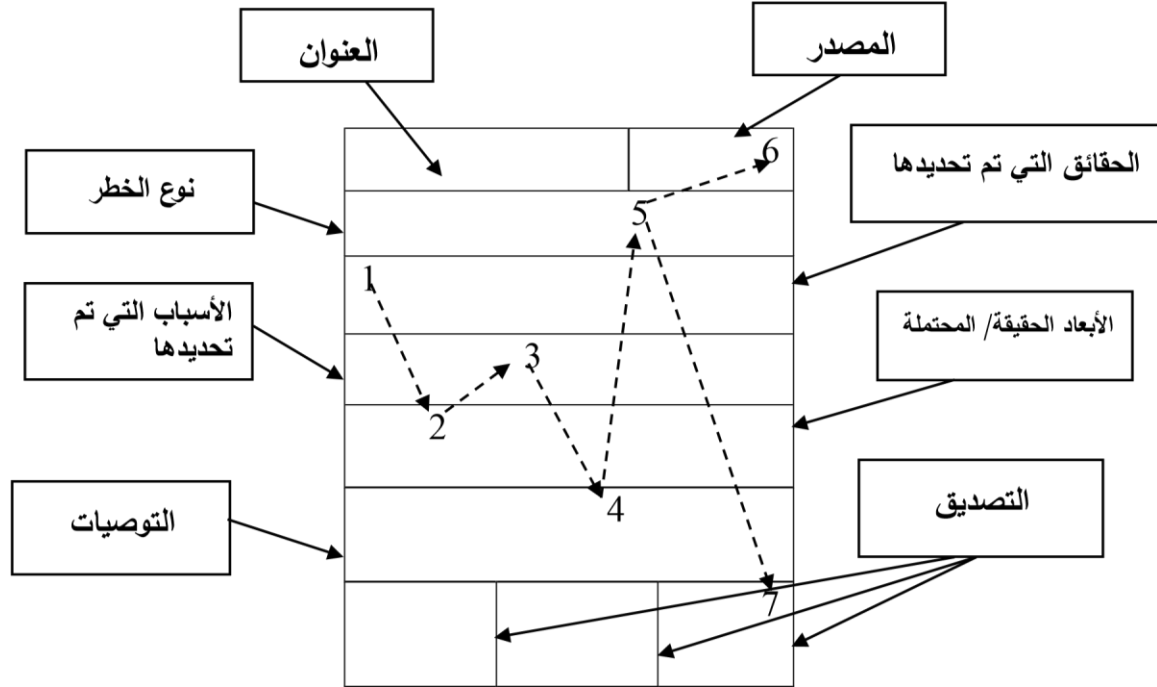 المصدر
العنوان
6
الحقائق التي تم تحديدها
نوع الخطر
5
1
الأسباب التي تم
تحديدها
الأبعاد الحقيقة/ المحتملة
3
2
التصديق
التوصيات
4
7